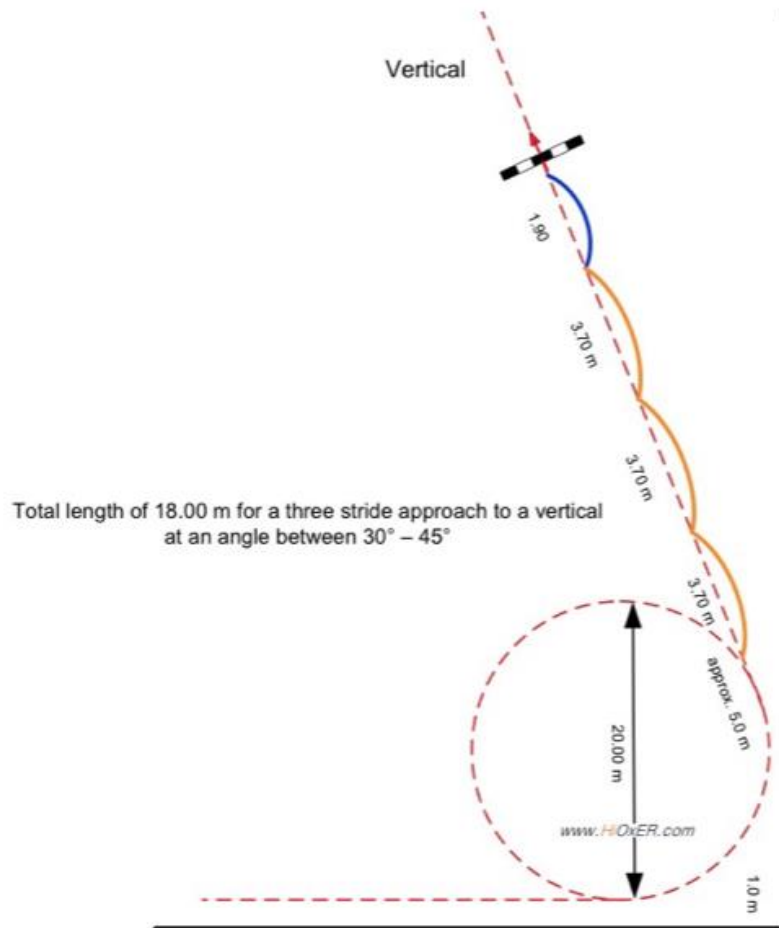 Vertical
1.90
3.70 m
3.70 m
Total length of 18.00 m for a three stride approach to a vertical
at an angle between 30° – 45°
3.70 m
approx. 5.0 m
20.00 m
www.HiOxER.com
1.0 m